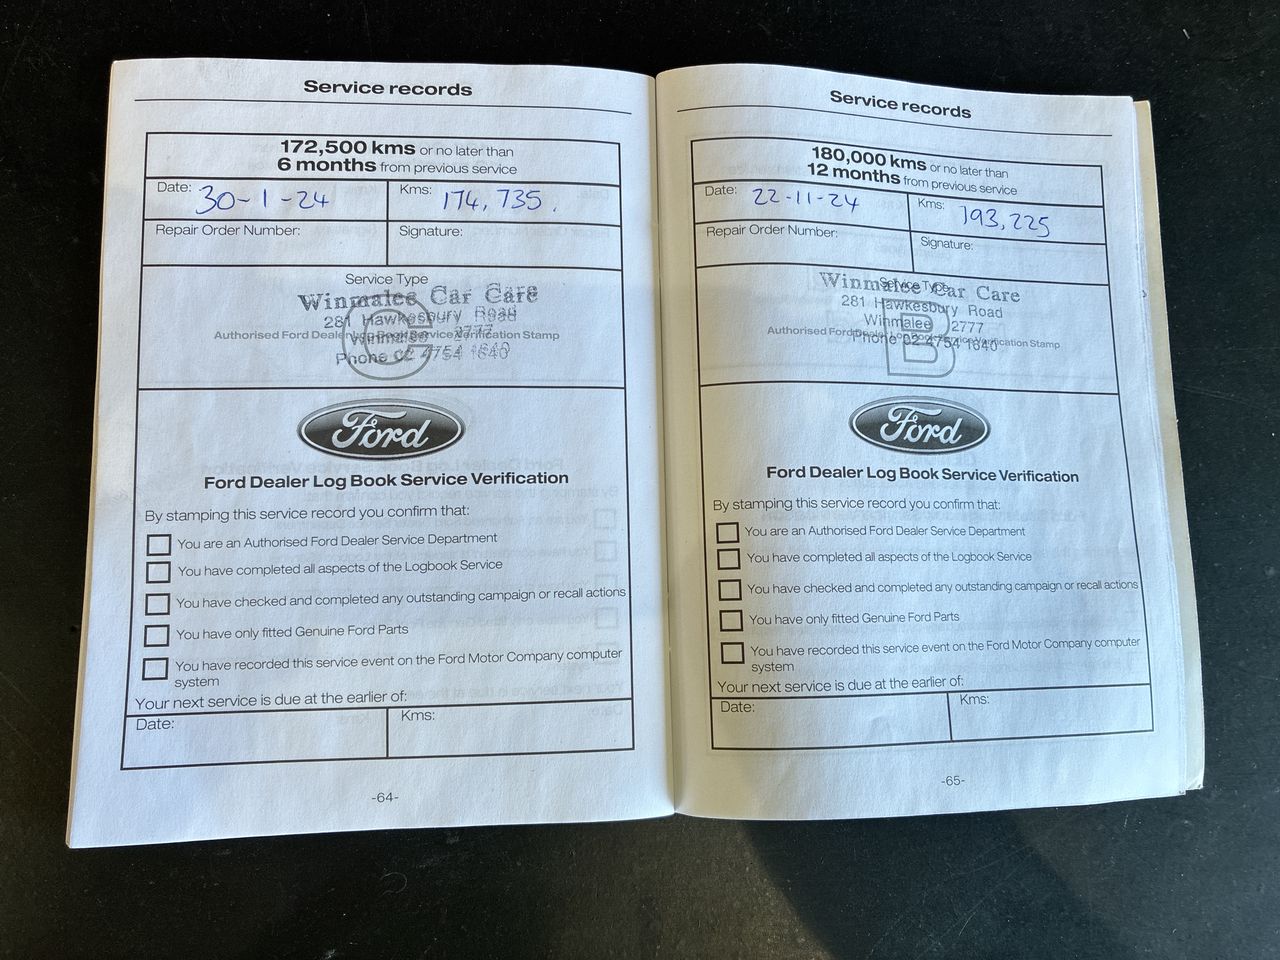 Service records
172,500 kms or no later than
6 months from previous service
Date: 30-1-24
Kms: 174,735.
Repair Order Number:
Signature:
Service Type
Winmalee Car Care
281 Hawkesbury Road
Authorised Ford Dealer Log Book Service Verification Stamp
Winmalee 2777
Phone 02 4754 1640
C
Ford
Ford Dealer Log Book Service Verification
By stamping this service record you confirm that:
You are an Authorised Ford Dealer Service Department
You have completed all aspects of the Logbook Service
You have checked and completed any outstanding campaign or recall actions
You have only fitted Genuine Ford Parts
You have recorded this service event on the Ford Motor Company computer
system
Your next service is due at the earlier of:
Date:
Kms:
-64-
Service records
180,000 kms or no later than
12 months from previous service
Date: 22-11-24
Kms: 193,225
Repair Order Number:
Signature:
Service Type
Winmalee Car Care
281 Hawkesbury Road
Winmalee 2777
Authorised Ford Dealer Log Book Service Verification Stamp
Phone 02 4754 1640
B
Ford
Ford Dealer Log Book Service Verification
By stamping this service record you confirm that:
You are an Authorised Ford Dealer Service Department
You have completed all aspects of the Logbook Service
You have checked and completed any outstanding campaign or recall actions
You have only fitted Genuine Ford Parts
You have recorded this service event on the Ford Motor Company computer
system
Your next service is due at the earlier of:
Date:
Kms:
-65-